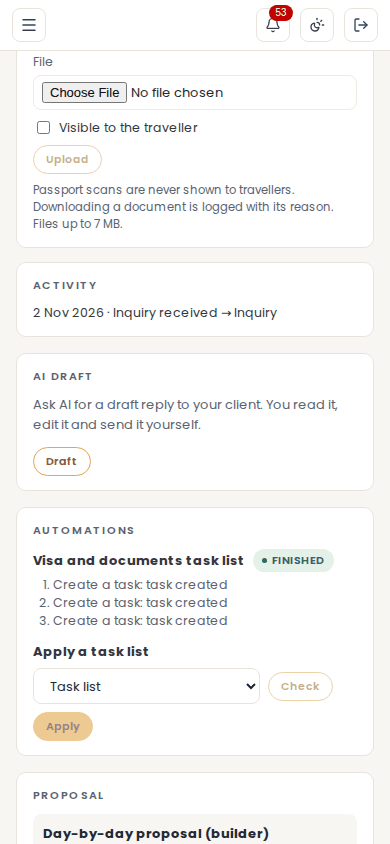 53
File
Choose File No file chosen
Visible to the traveller
Upload
Passport scans are never shown to travellers.
Downloading a document is logged with its reason.
Files up to 7 MB.
ACTIVITY
2 Nov 2026 · Inquiry received → Inquiry
AI DRAFT
Ask AI for a draft reply to your client. You read it,
edit it and send it yourself.
Draft
AUTOMATIONS
Visa and documents task list FINISHED
1. Create a task: task created
2. Create a task: task created
3. Create a task: task created
Apply a task list
Task list Check
Apply
PROPOSAL
Day-by-day proposal (builder)